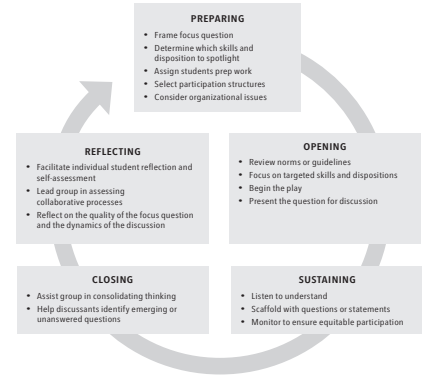 PREPARING
• Frame focus question
• Determine which skills and
disposition to spotlight
• Assign students prep work
• Select participation structures
• Consider organizational issues
OPENING
• Review norms or guidelines
• Focus on targeted skills and dispositions
• Begin the play
• Present the question for discussion
SUSTAINING
• Listen to understand
• Scaffold with questions or statements
• Monitor to ensure equitable participation
CLOSING
• Assist group in consolidating thinking
• Help discussants identify emerging or
unanswered questions
REFLECTING
• Facilitate individual student reflection and
self-assessment
• Lead group in assessing
collaborative processes
• Reflect on the quality of the focus question
and the dynamics of the discussion